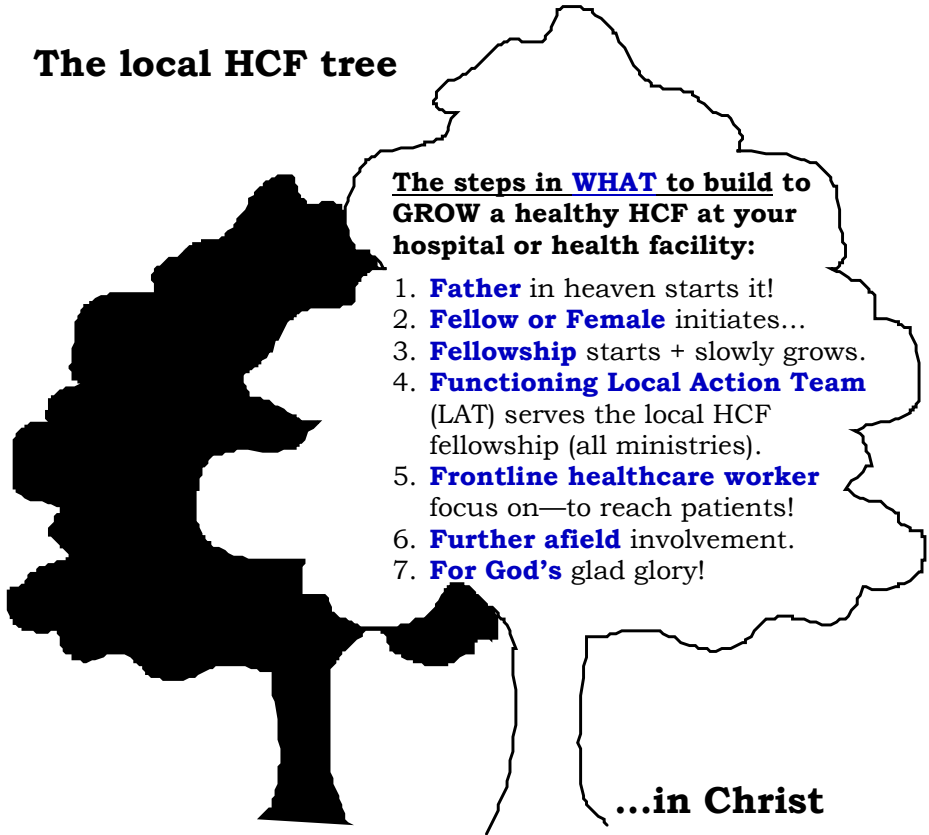 The local HCF tree
The steps in WHAT to build to
GROW a healthy HCF at your
hospital or health facility:
1. Father in heaven starts it!
2. Fellow or Female initiates...
3. Fellowship starts + slowly grows.
4. Functioning Local Action Team
(LAT) serves the local HCF
fellowship (all ministries).
5. Frontline healthcare worker
focus on—to reach patients!
6. Further afield involvement.
7. For God's glad glory!
...in Christ